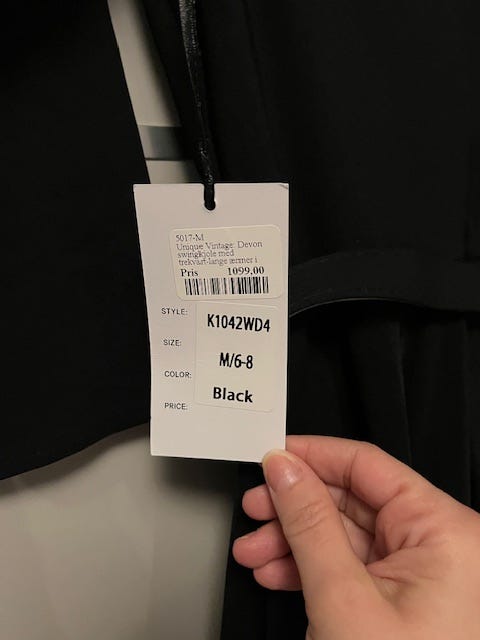 5017-M
Unique Vintage: Devon
swingkjole med
trekvart-lange ærmer i
Pris 1099,00
STYLE: K1042WD4
SIZE: M/6-8
COLOR: Black
PRICE: